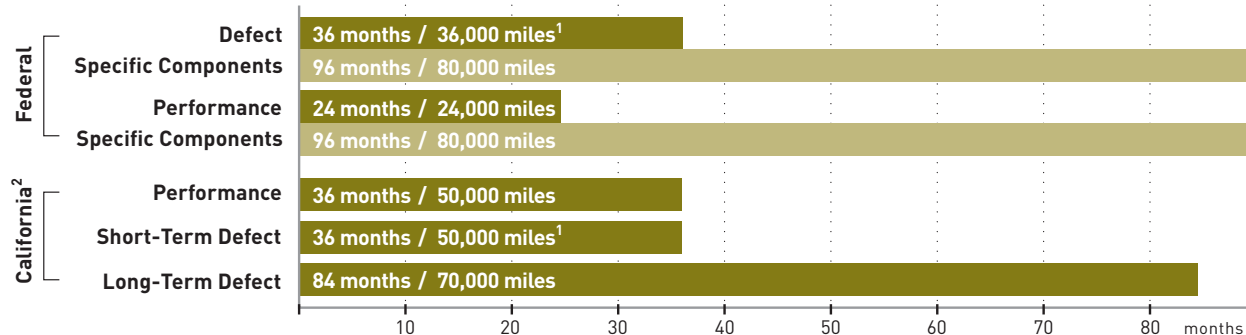 Federal
Defect 36 months / 36,000 miles¹
Specific Components 96 months / 80,000 miles
Performance 24 months / 24,000 miles
Specific Components 96 months / 80,000 miles
California²
Performance 36 months / 50,000 miles
Short-Term Defect 36 months / 50,000 miles¹
Long-Term Defect 84 months / 70,000 miles
10 20 30 40 50 60 70 80 months